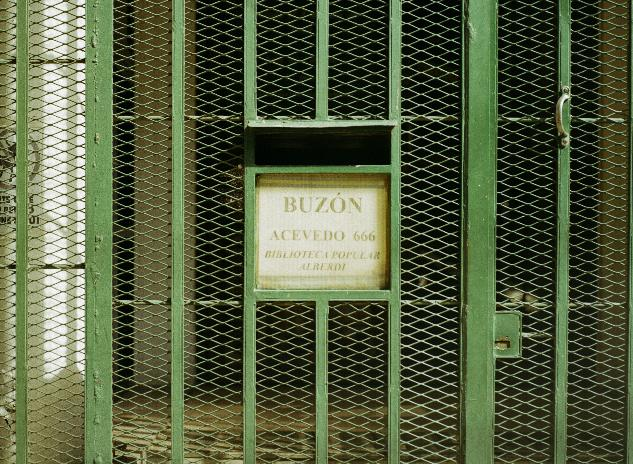 BUZÓN
ACEVEDO 666
BIBLIOTECA POPULAR
ALBERDI